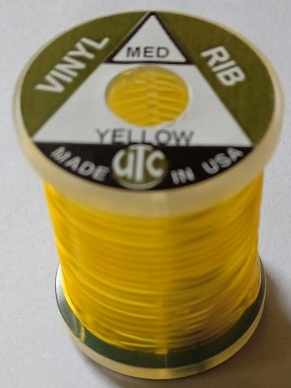 VINYL RIB
MED
YELLOW
UTC
MADE IN USA